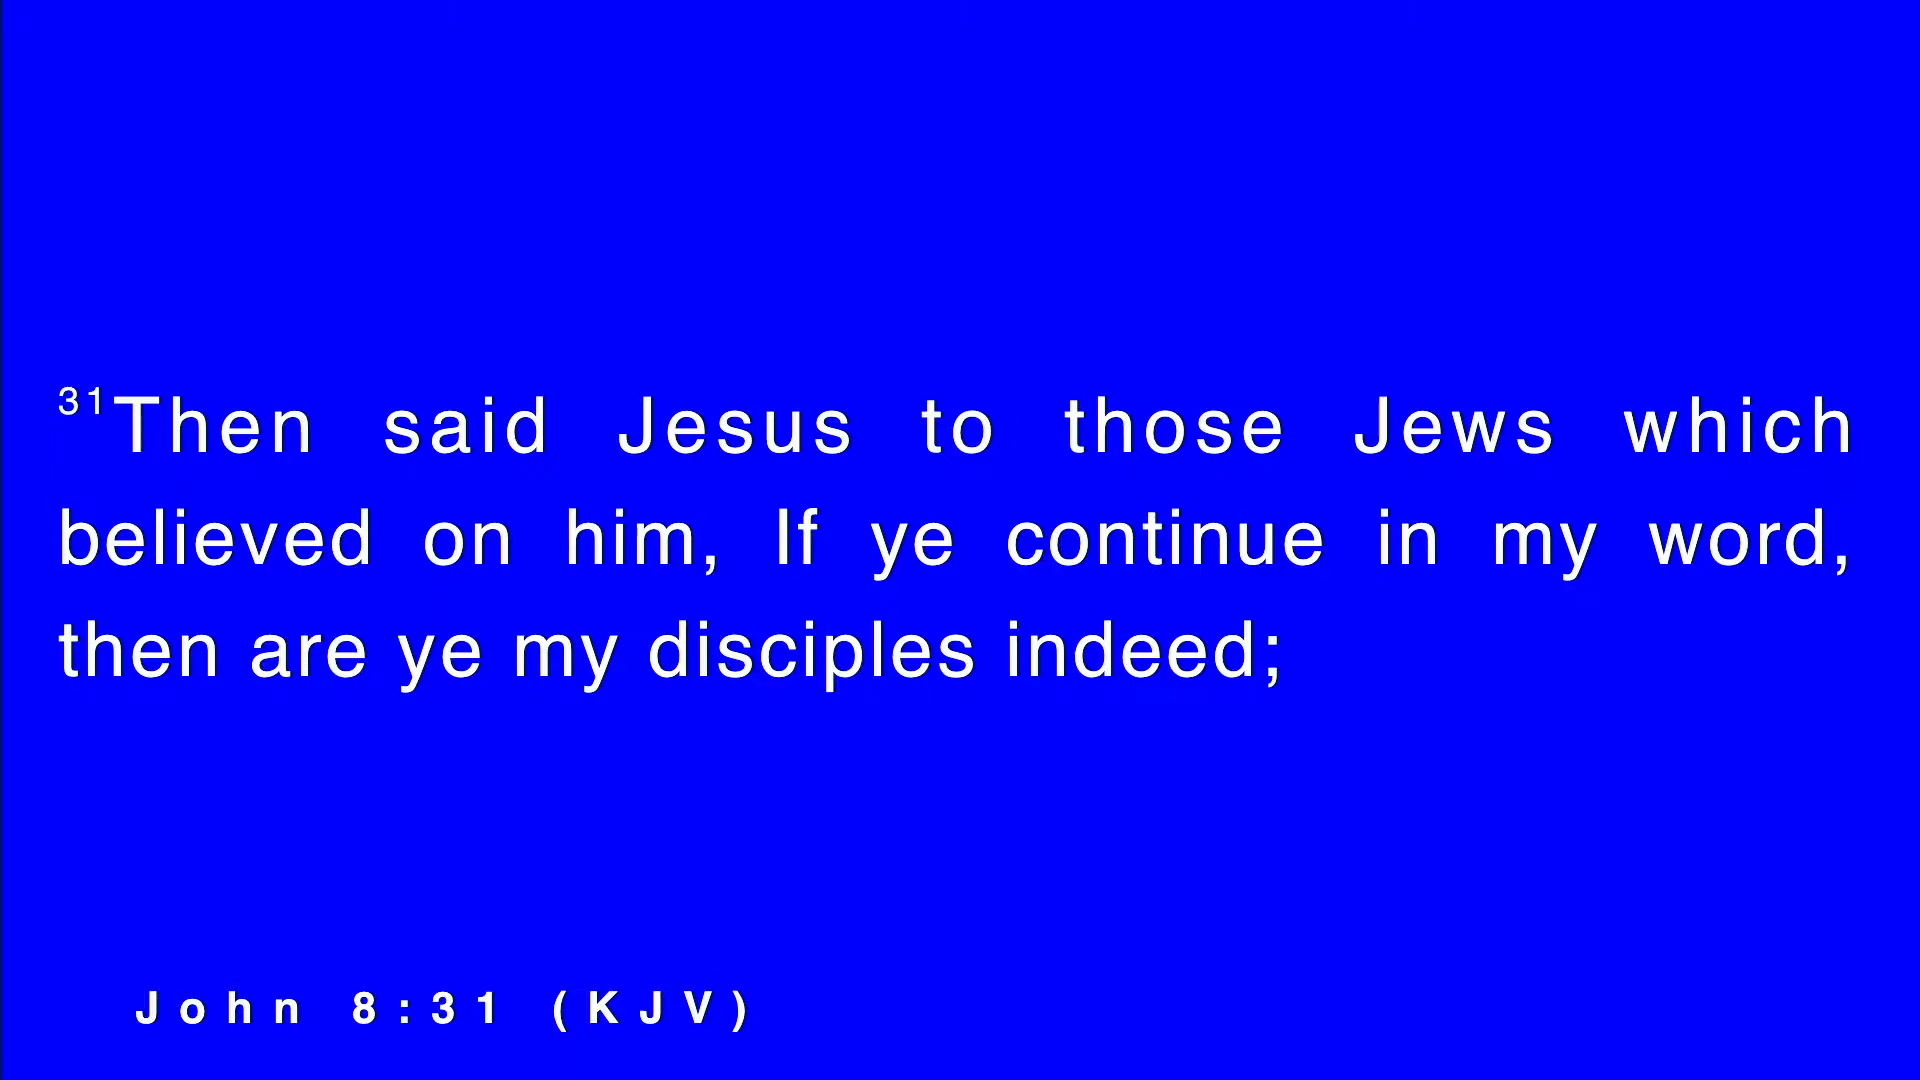 ³¹Then said Jesus to those Jews which
believed on him, If ye continue in my word,
then are ye my disciples indeed;
John 8:31 (KJV)